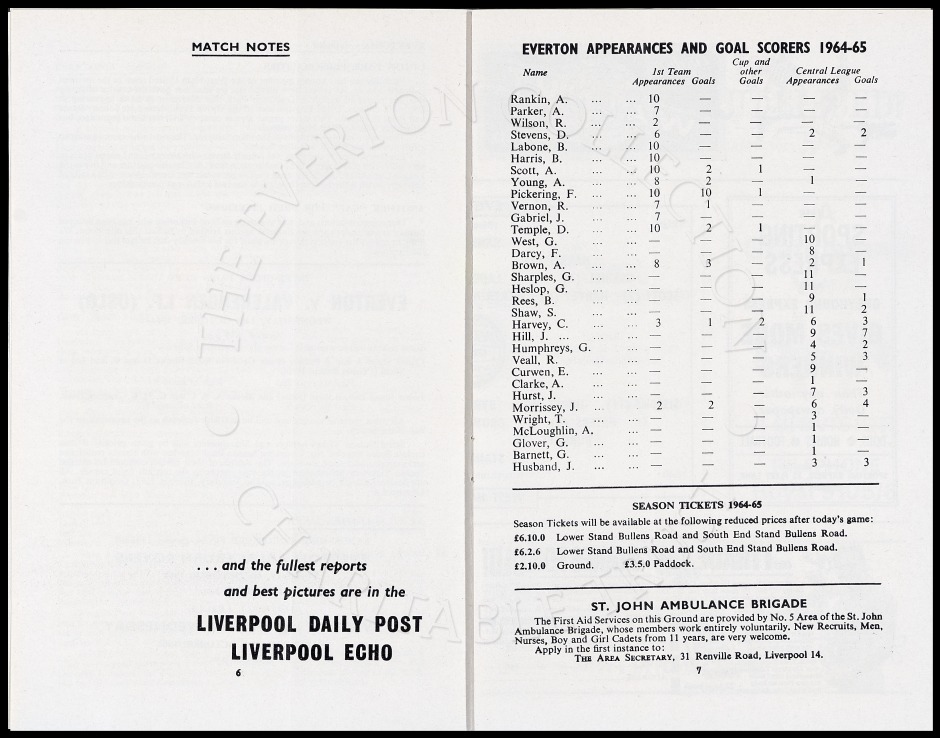 MATCH NOTES
... and the fullest reports
and best pictures are in the
LIVERPOOL DAILY POST
LIVERPOOL ECHO
6
EVERTON APPEARANCES AND GOAL SCORERS 1964-65
Name 1st Team Appearances Goals Cup and other Goals Central League Appearances Goals
Rankin, A. ... ... 10 — — — —
Parker, A. ... ... 7 — — — —
Wilson, R. ... ... 2 — — — —
Stevens, D. ... ... 6 — — 2 2
Labone, B. ... ... 10 — — — —
Harris, B. ... ... 10 — — — —
Scott, A. ... ... 10 2 1 — —
Young, A. ... ... 8 2 — 1 —
Pickering, F. ... ... 10 10 1 — —
Vernon, R. ... ... 7 1 — — —
Gabriel, J. ... ... 7 — — — —
Temple, D. ... ... 10 2 1 — —
West, G. ... ... — — — 10 —
Darcy, F. ... ... — — — 8 —
Brown, A. ... ... 8 3 — 2 1
Sharples, G. ... ... — — — 11 —
Heslop, G. ... ... — — — 11 —
Rees, B. ... ... — — — 9 1
Shaw, S. ... ... — — — 11 2
Harvey, C. ... ... 3 1 2 6 3
Hill, J. ... ... ... — — — 9 7
Humphreys, G. ... — — — 4 2
Veall, R. ... ... — — — 5 3
Curwen, E. ... ... — — — 9 —
Clarke, A. ... ... — — — 1 —
Hurst, J. ... ... — — — 7 3
Morrissey, J. ... ... 2 2 — 6 4
Wright, T. ... ... — — — 3 —
McLoughlin, A. ... — — — 1 —
Glover, G. ... ... — — — 1 —
Barnett, G. ... ... — — — 1 —
Husband, J. ... ... — — — 3 3
SEASON TICKETS 1964-65
Season Tickets will be available at the following reduced prices after today's game:
£6.10.0 Lower Stand Bullens Road and South End Stand Bullens Road.
£6.2.6 Lower Stand Bullens Road and South End Stand Bullens Road.
£2.10.0 Ground. £3.5.0 Paddock.
ST. JOHN AMBULANCE BRIGADE
The First Aid Services on this Ground are provided by No. 5 Area of the St. John
Ambulance Brigade, whose members work entirely voluntarily. New Recruits, Men,
Nurses, Boy and Girl Cadets from 11 years, are very welcome.
Apply in the first instance to:
THE AREA SECRETARY, 31 Renville Road, Liverpool 14.
7
© THE EVERTON COLLECTION
© CHARITABLE TRUST